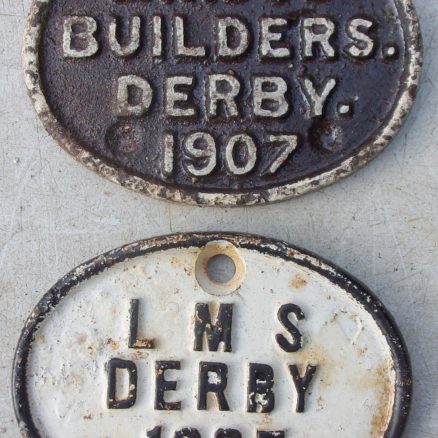 BUILDERS.
DERBY.
1907
L M S
DERBY